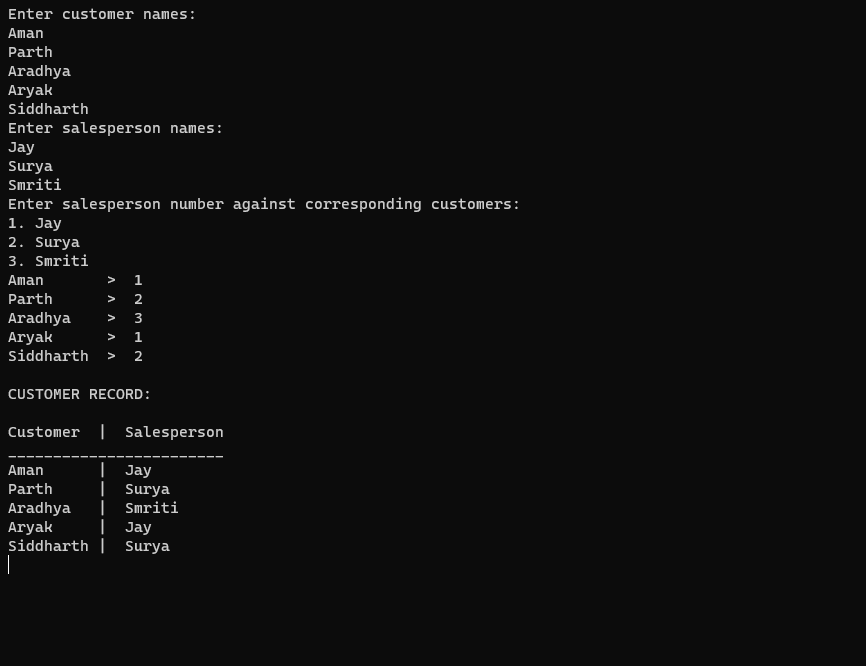 Enter customer names:
Aman
Parth
Aradhya
Aryak
Siddharth
Enter salesperson names:
Jay
Surya
Smriti
Enter salesperson number against corresponding customers:
1. Jay
2. Surya
3. Smriti
Aman       >  1
Parth      >  2
Aradhya    >  3
Aryak      >  1
Siddharth  >  2
CUSTOMER RECORD:
Customer  |  Salesperson
________________________
Aman      |  Jay
Parth     |  Surya
Aradhya   |  Smriti
Aryak     |  Jay
Siddharth |  Surya